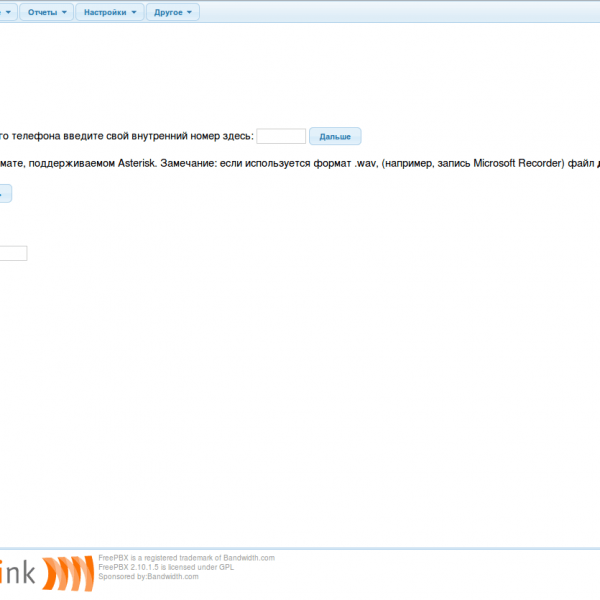 Отчеты Настройки Другое
го телефона введите свой внутренний номер здесь: Дальше
мате, поддерживаемом Asterisk. Замечание: если используется формат .wav, (например, запись Microsoft Recorder) файл
ink
FreePBX is a registered trademark of Bandwidth.com
FreePBX 2.10.1.5 is licensed under GPL
Sponsored by:Bandwidth.com